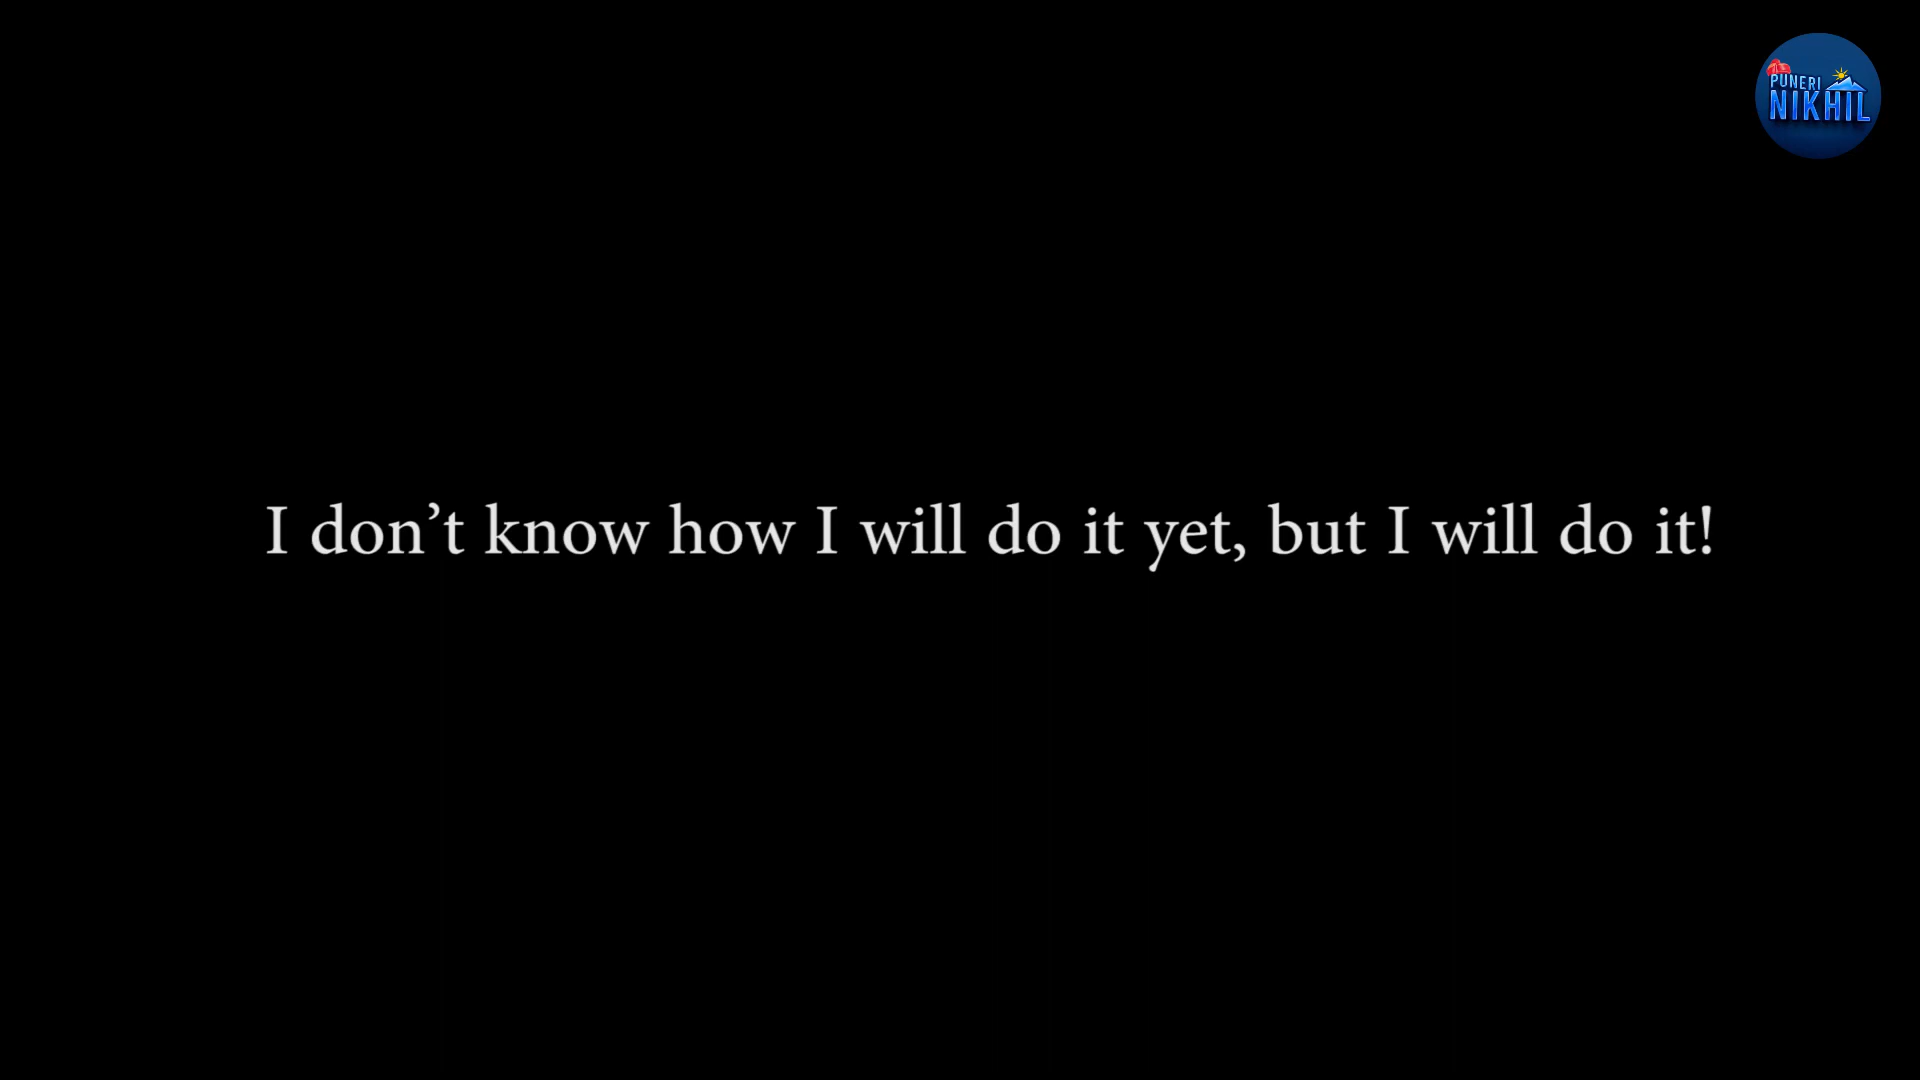 PUNERI
NIKHIL
I don’t know how I will do it yet, but I will do it!